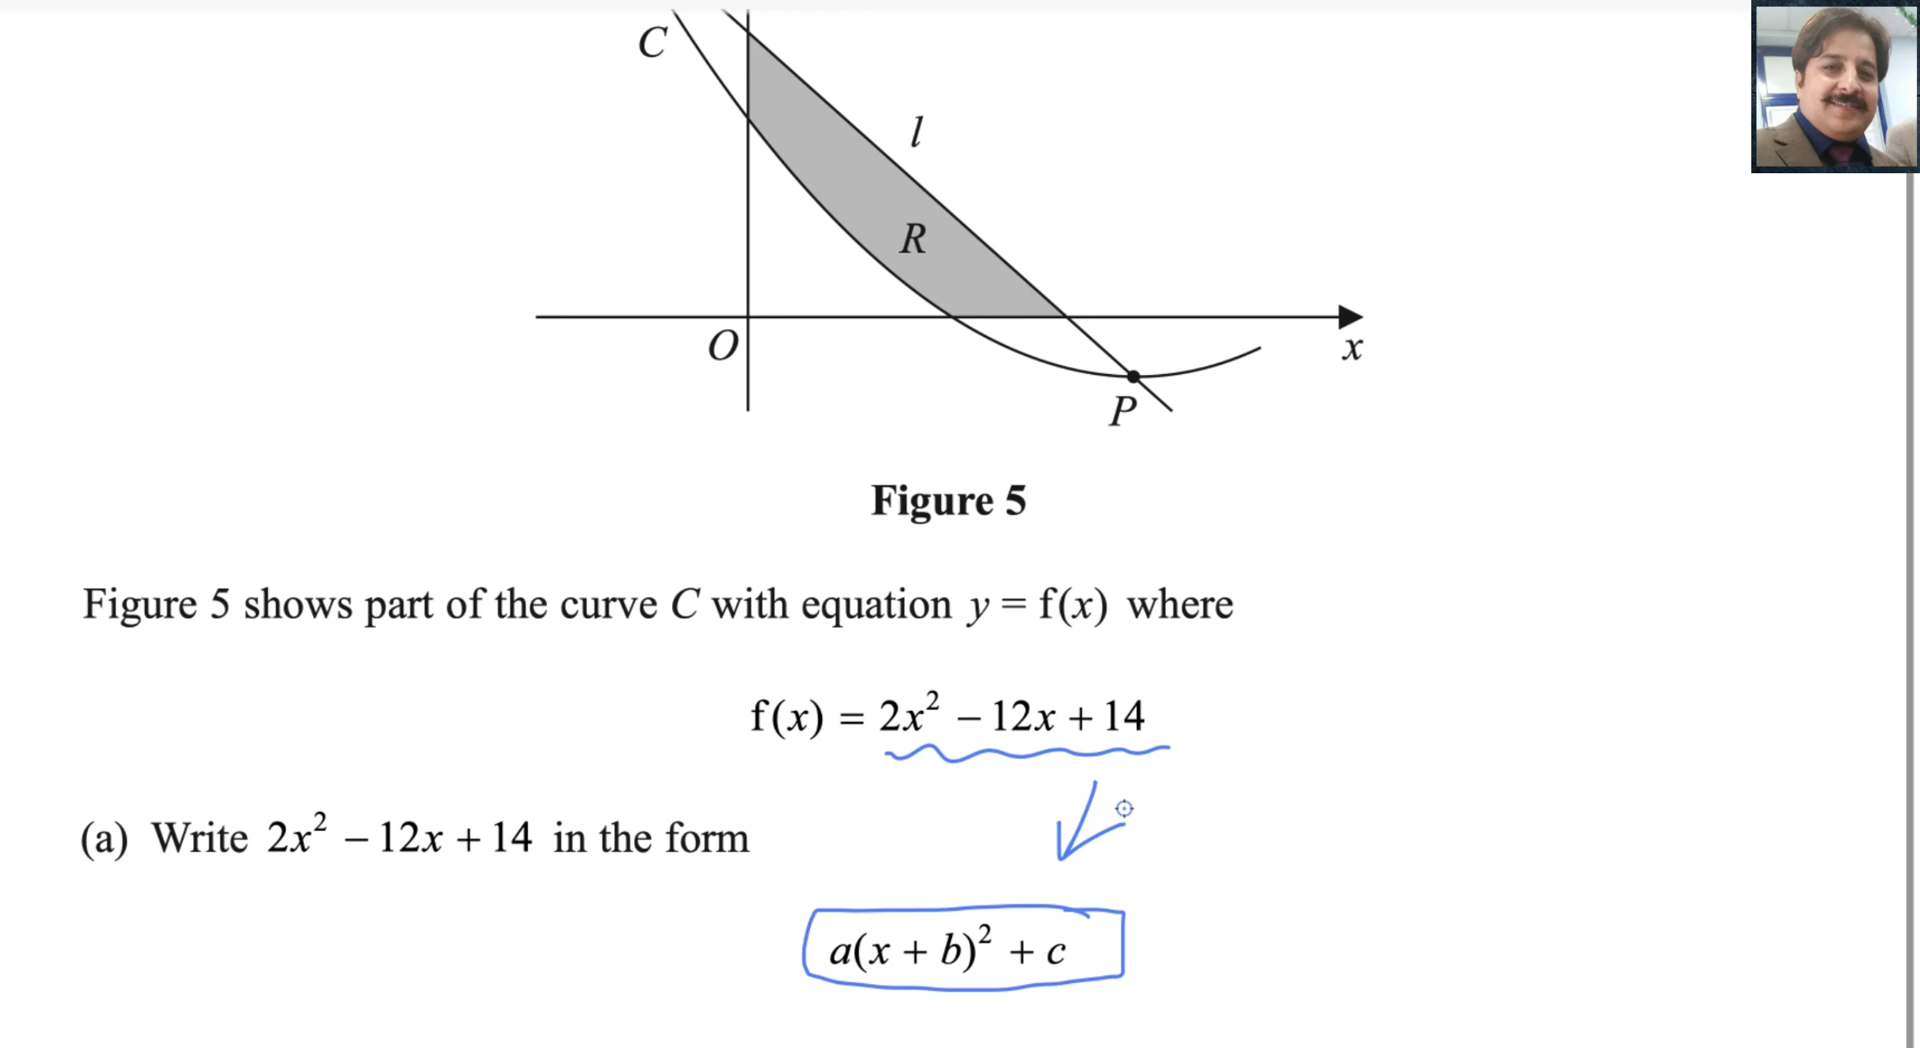 C
l
R
O
x
P
Figure 5
Figure 5 shows part of the curve C with equation y = f(x) where
f(x) = 2x² − 12x + 14
(a) Write 2x² − 12x + 14 in the form
a(x + b)² + c